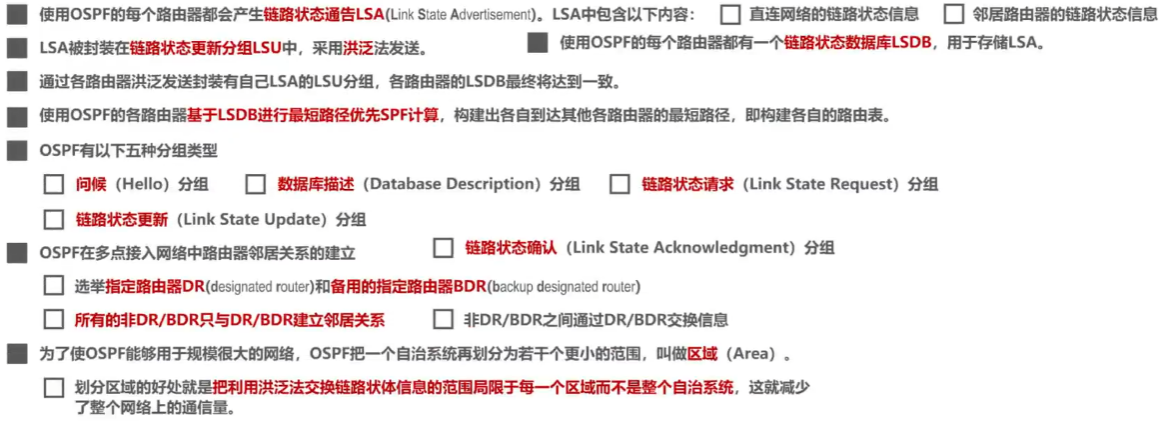 使用OSPF的每个路由器都会产生链路状态通告LSA(Link State Advertisement)。LSA中包含以下内容： 直连网络的链路状态信息 邻居路由器的链路状态信息
LSA被封装在链路状态更新分组LSU中，采用洪泛法发送。 使用OSPF的每个路由器都有一个链路状态数据库LSDB，用于存储LSA。
通过各路由器洪泛发送封装有自己LSA的LSU分组，各路由器的LSDB最终将达到一致。
使用OSPF的各路由器基于LSDB进行最短路径优先SPF计算，构建出各自到达其他各路由器的最短路径，即构建各自的路由表。
OSPF有以下五种分组类型
问候（Hello）分组 数据库描述（Database Description）分组 链路状态请求（Link State Request）分组
链路状态更新（Link State Update）分组
链路状态确认（Link State Acknowledgment）分组
OSPF在多点接入网络中路由器邻居关系的建立
选举指定路由器DR(designated router)和备用的指定路由器BDR(backup designated router)
所有的非DR/BDR只与DR/BDR建立邻居关系 非DR/BDR之间通过DR/BDR交换信息
为了使OSPF能够用于规模很大的网络，OSPF把一个自治系统再划分为若干个更小的范围，叫做区域（Area）。
划分区域的好处就是把利用洪泛法交换链路状体信息的范围局限于每一个区域而不是整个自治系统，这就减少
了整个网络上的通信量。